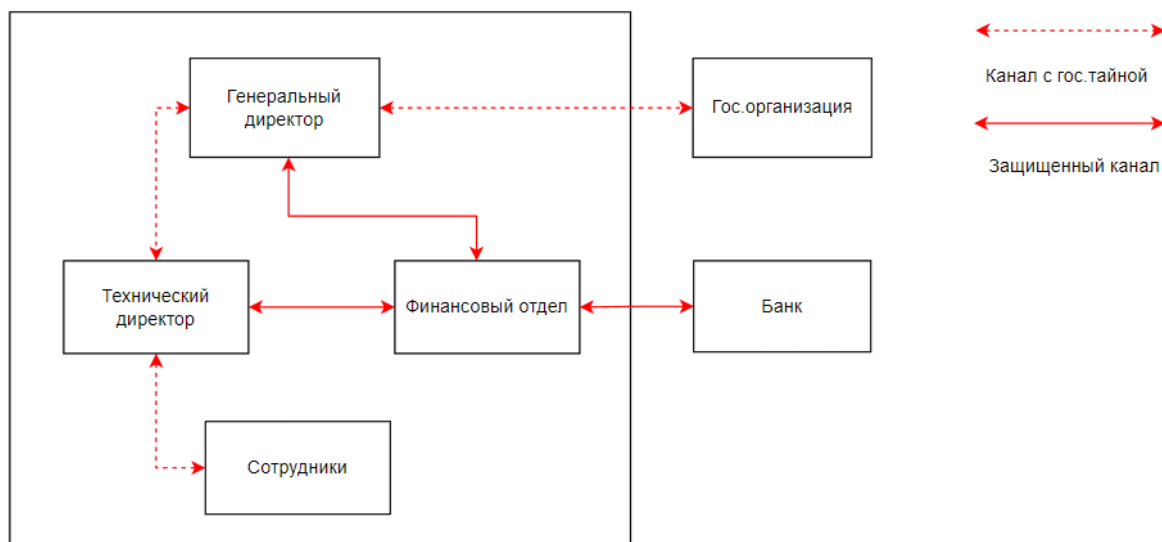 Генеральный
директор
Гос.организация
Канал с гос.тайной
Защищенный канал
Технический
директор
Финансовый отдел
Банк
Сотрудники